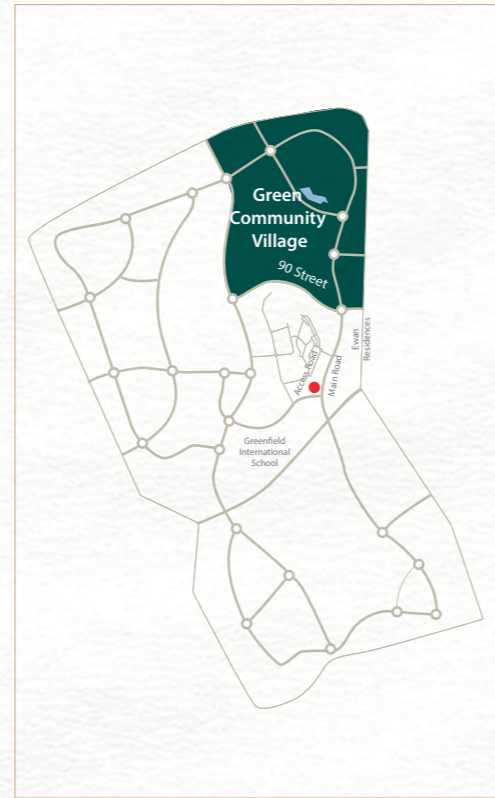 Green
Community
Village
90 Street
Access Road
Main Road
Ewan
Residences
Greenfield
International
School